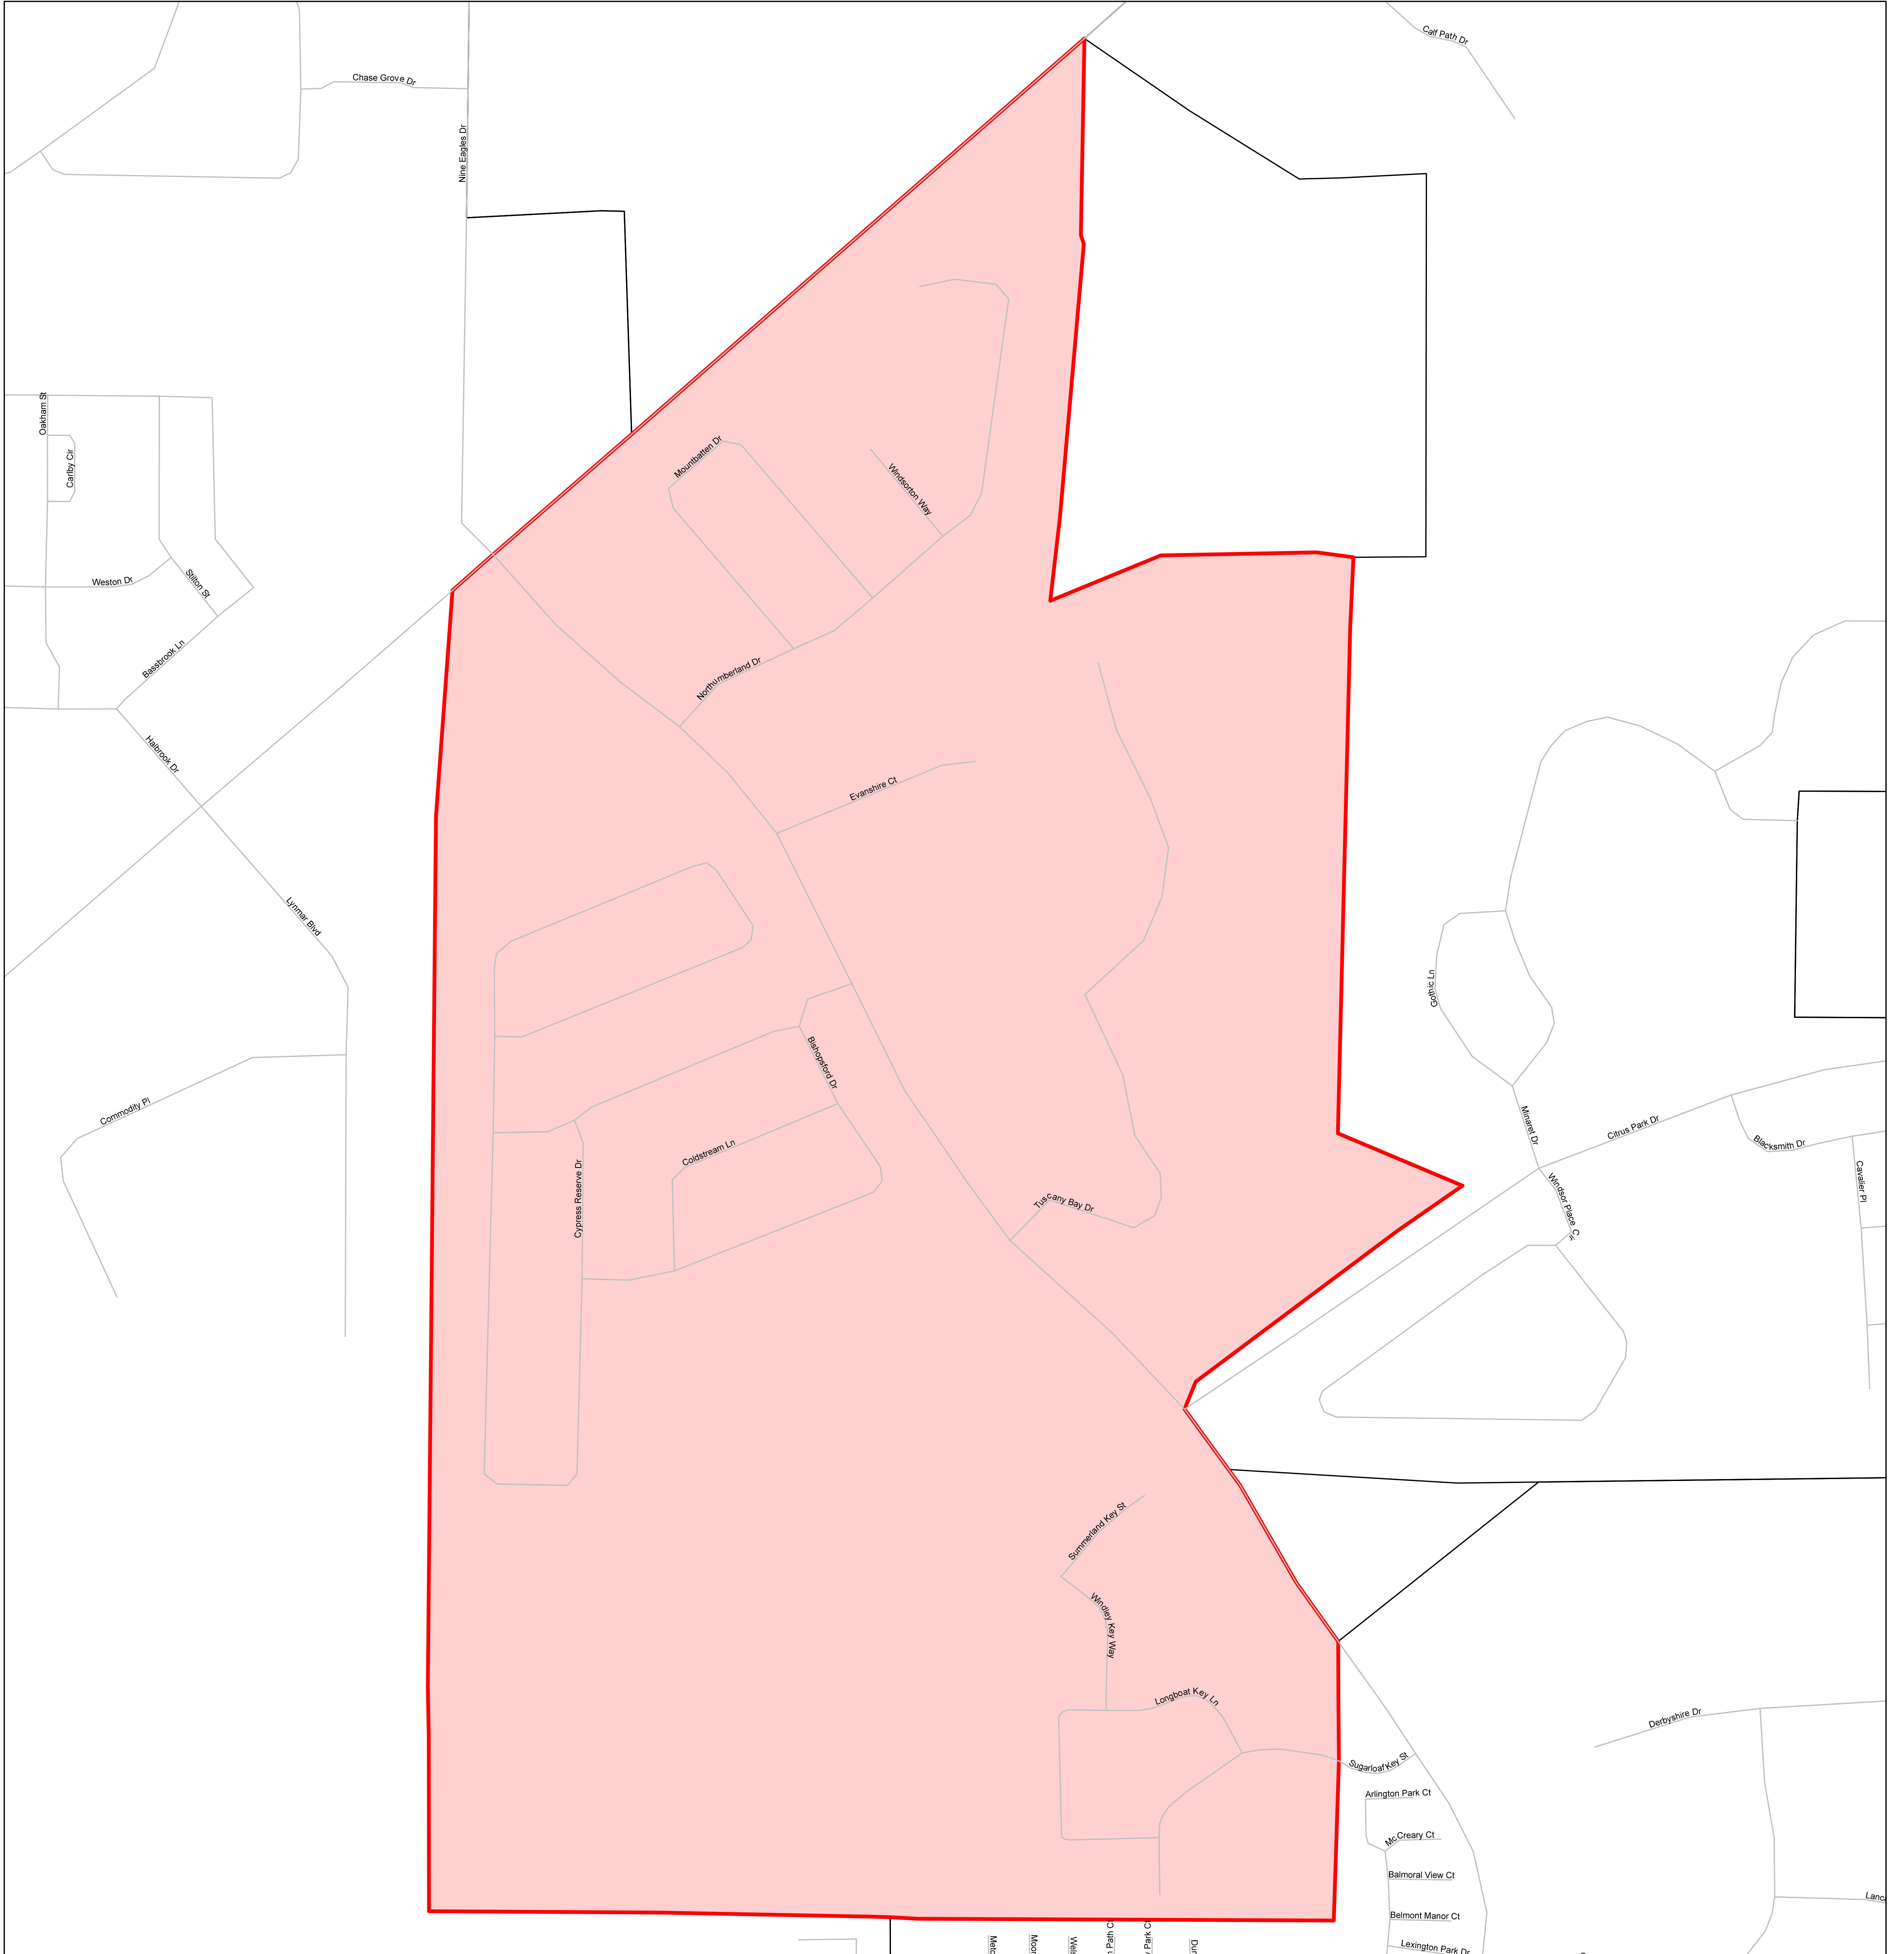 Calf Path Dr
Chase Grove Dr
Nine Eagles Dr
Oakham St
Carlby Cir
Mountbatten Dr
Windsorton Way
Weston Dr
Stilton St
Bassbrook Ln
Northumberland Dr
Halbrook Dr
Evanshire Ct
Lynmar Blvd
Gothic Ln
Bishopsford Dr
Commodity Pl
Minaret Dr
Citrus Park Dr
Blacksmith Dr
Coldstream Ln
Cavalier Pl
Cypress Reserve Dr
Tuscany Bay Dr
Windsor Place Cir
Summerland Key St
Windley Key Way
Longboat Key Ln
Derbyshire Dr
Sugarloaf Key St
Arlington Park Ct
Mc Creary Ct
Balmoral View Ct
Belmont Manor Ct
Lexington Park Dr
Path
Park